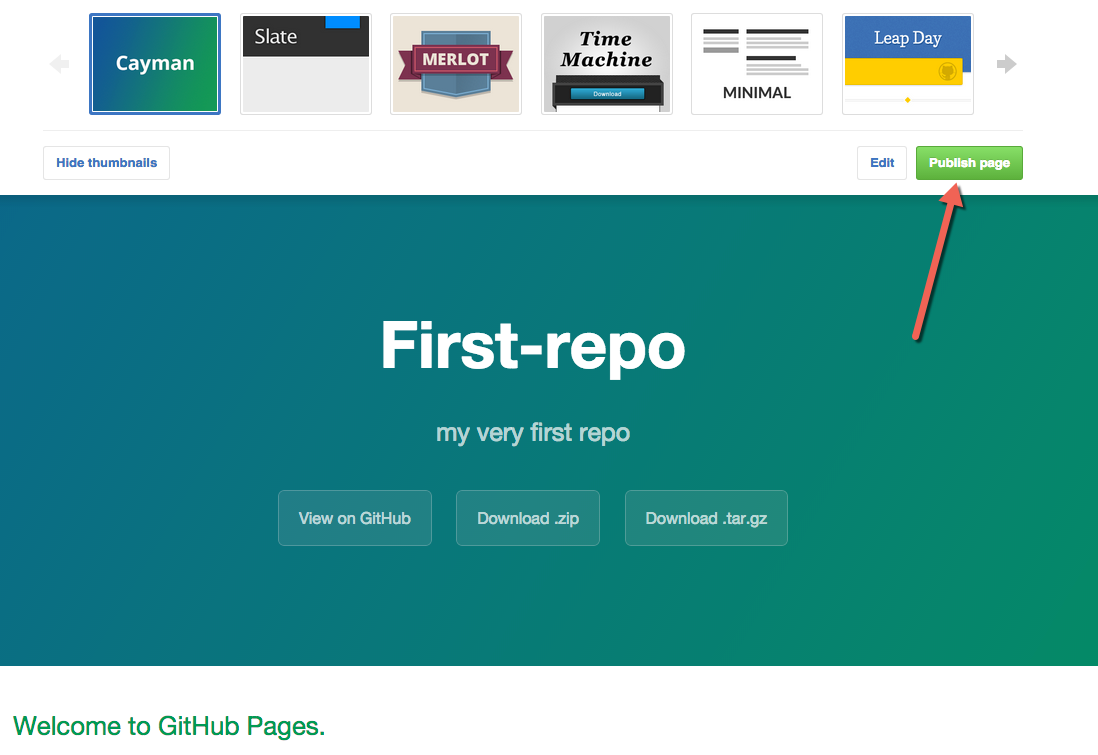 Cayman
Slate
MERLOT
Time
Machine
Download
MINIMAL
Leap Day
Hide thumbnails
Edit
Publish page
First-repo
my very first repo
View on GitHub
Download .zip
Download .tar.gz
Welcome to GitHub Pages.